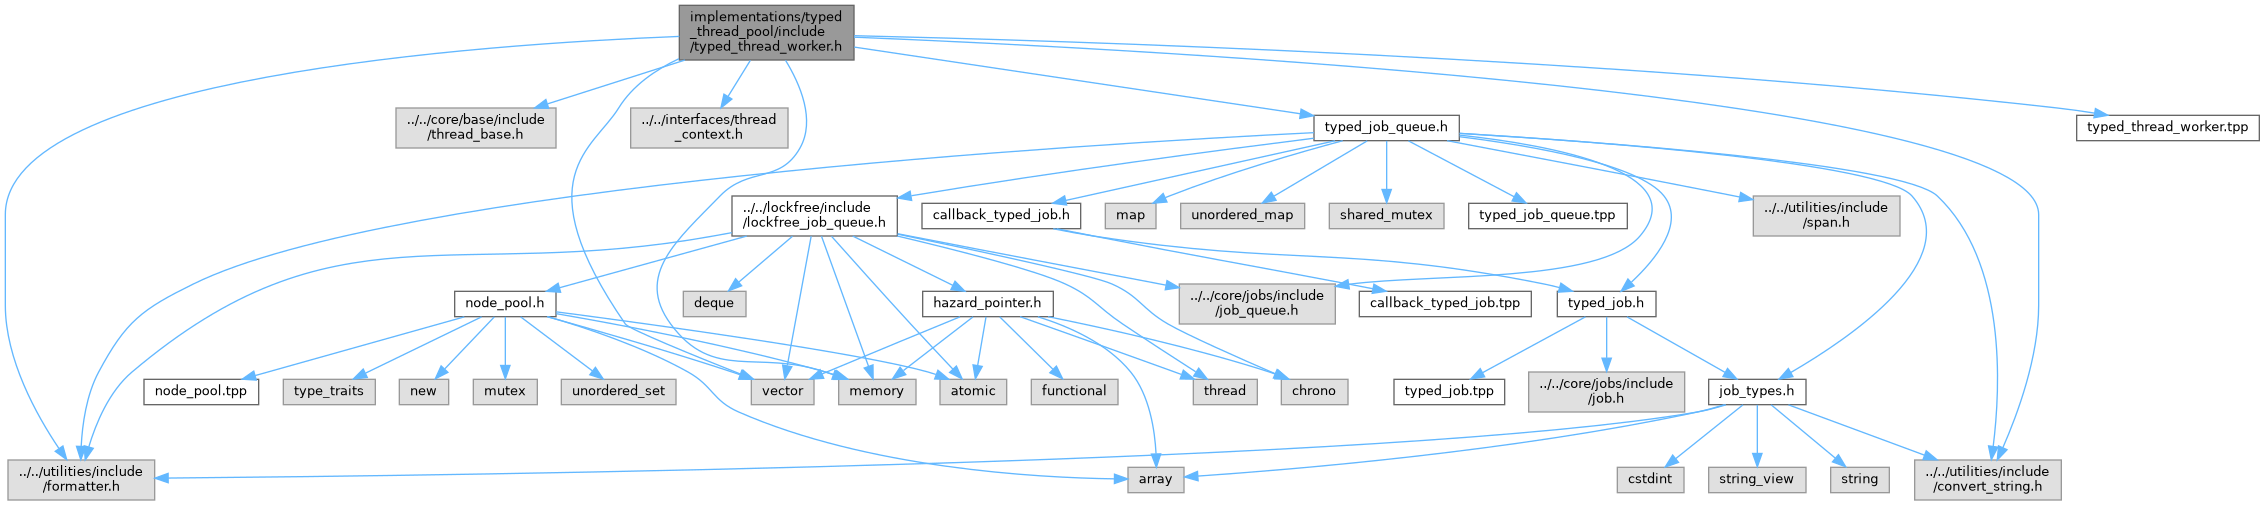 implementations/typed
_thread_pool/include
/typed_thread_worker.h
../../core/base/include
/thread_base.h
../../interfaces/thread
_context.h
typed_job_queue.h
typed_thread_worker.tpp
../../lockfree/include
/lockfree_job_queue.h
callback_typed_job.h
map
unordered_map
shared_mutex
typed_job_queue.tpp
../../utilities/include
/span.h
node_pool.h
deque
hazard_pointer.h
../../core/jobs/include
/job_queue.h
callback_typed_job.tpp
typed_job.h
node_pool.tpp
type_traits
new
mutex
unordered_set
vector
memory
atomic
functional
thread
chrono
typed_job.tpp
../../core/jobs/include
/job.h
job_types.h
../../utilities/include
/formatter.h
array
cstdint
string_view
string
../../utilities/include
/convert_string.h